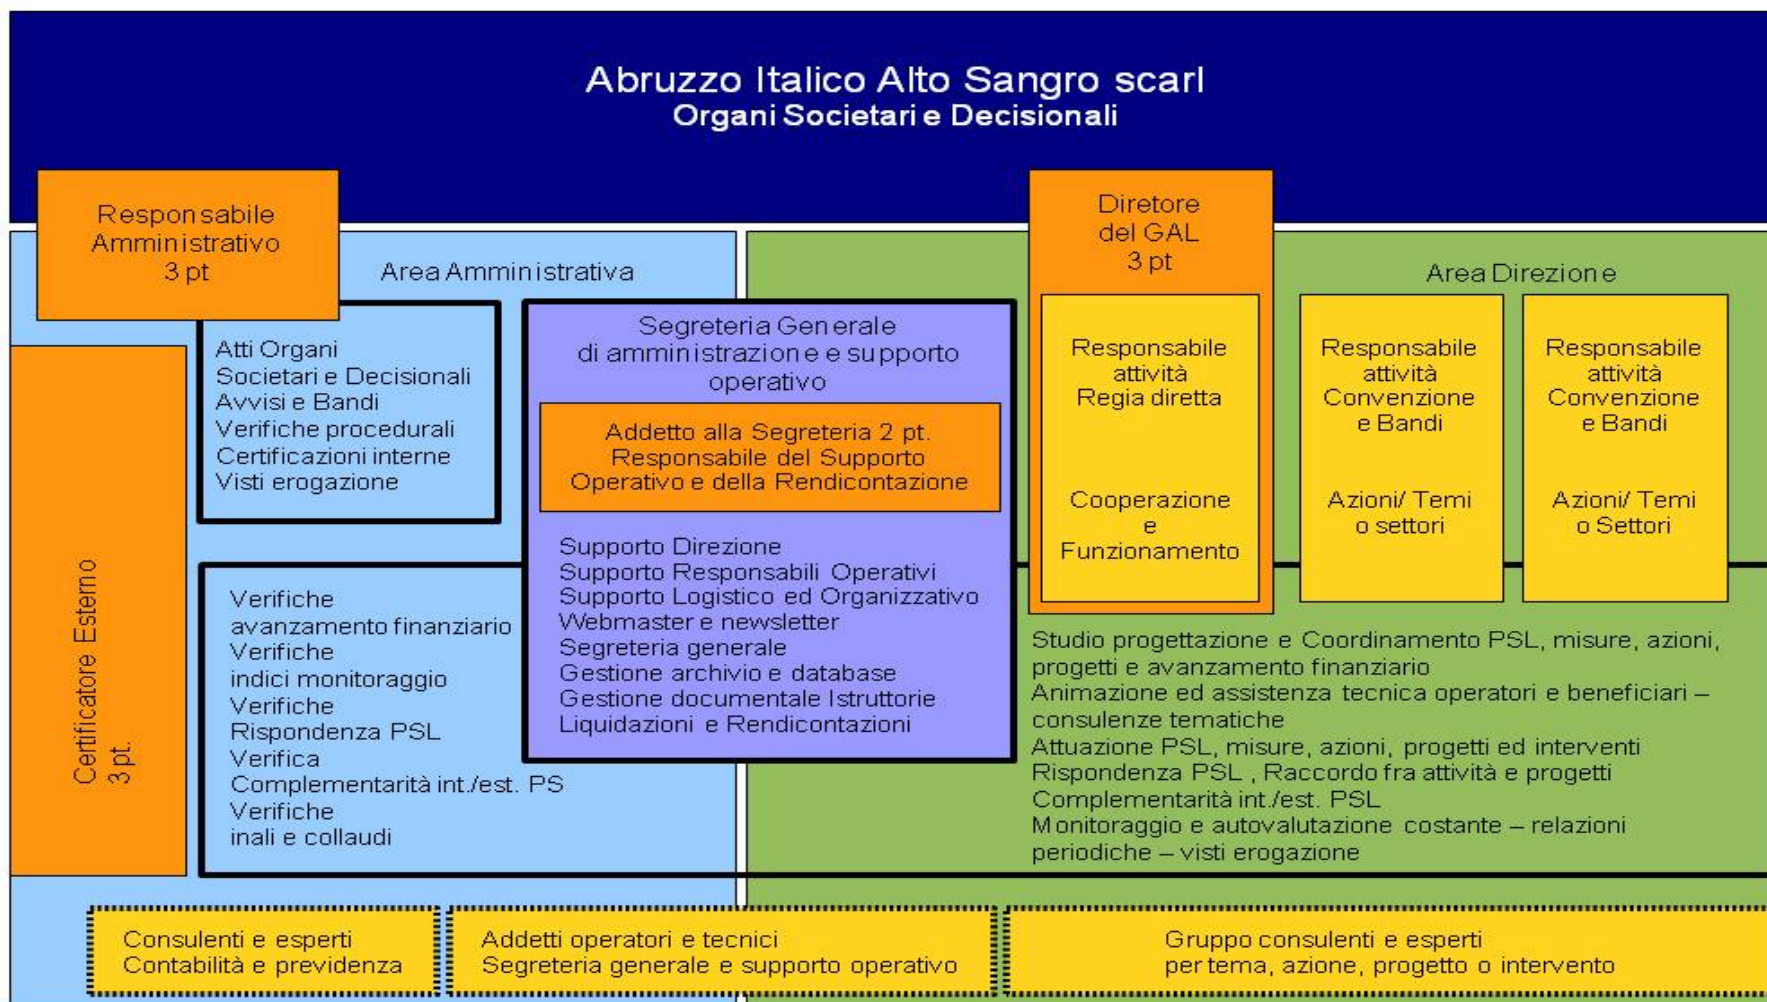 Abruzzo Italico Alto Sangro scarl
Organi Societari e Decisionali
Responsabile
Amministrativo
3 pt
Area Amministrativa
Diretore
del GAL
3 pt
Area Direzione
Atti Organi
Societari e Decisionali
Avvisi e Bandi
Verifiche procedurali
Certificazioni interne
Visti erogazione
Segreteria Generale
di amministrazione e supporto
operativo
Addetto alla Segreteria 2 pt.
Responsabile del Supporto
Operativo e della Rendicontazione
Supporto Direzione
Supporto Responsabili Operativi
Supporto Logistico ed Organizzativo
Webmaster e newsletter
Segreteria generale
Gestione archivio e database
Gestione documentale Istruttorie
Liquidazioni e Rendicontazioni
Responsabile
attività
Regia diretta
Cooperazione
e
Funzionamento
Responsabile
attività
Convenzione
e Bandi
Azioni/ Temi
o settori
Responsabile
attività
Convenzione
e Bandi
Azioni/ Temi
o Settori
Certificatore Esterno
3 pt.
Verifiche
avanzamento finanziario
Verifiche
indici monitoraggio
Verifiche
Rispondenza PSL
Verifica
Complementarità int./est. PS
Verifiche
inali e collaudi
Studio progettazione e Coordinamento PSL, misure, azioni,
progetti e avanzamento finanziario
Animazione ed assistenza tecnica operatori e beneficiari –
consulenze tematiche
Attuazione PSL, misure, azioni, progetti ed interventi
Rispondenza PSL , Raccordo fra attività e progetti
Complementarità int./est. PSL
Monitoraggio e autovalutazione costante – relazioni
periodiche – visti erogazione
Consulenti e esperti
Contabilità e previdenza
Addetti operatori e tecnici
Segreteria generale e supporto operativo
Gruppo consulenti e esperti
per tema, azione, progetto o intervento